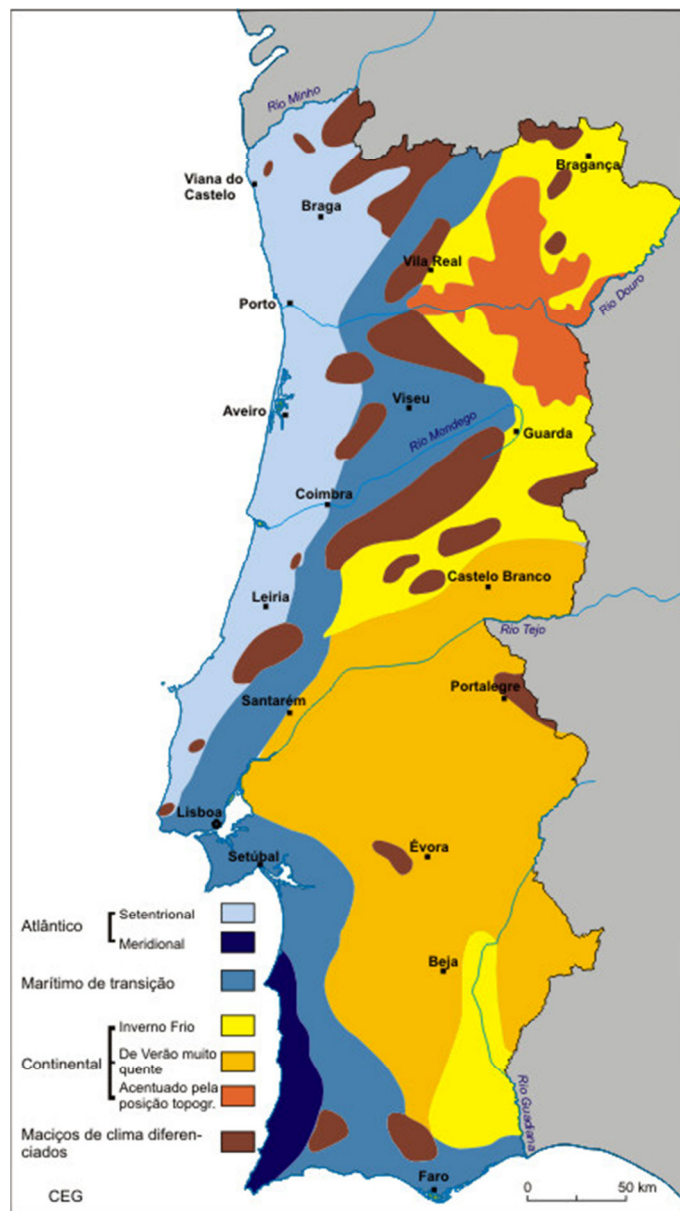 Rio Minho
Bragança
Viana do
Castelo
Braga
Vila Real
Porto
Rio Douro
Aveiro
Viseu
Rio Mondego
Guarda
Coimbra
Castelo Branco
Leiria
Rio Tejo
Portalegre
Santarém
Lisboa
Évora
Setúbal
Atlântico
Setentrional
Meridional
Beja
Marítimo de transição
Continental
Inverno Frio
De Verão muito
quente
Acentuado pela
posição topogr.
Rio Guadiana
Maciços de clima diferen-
ciados
Faro
CEG
0
50 km